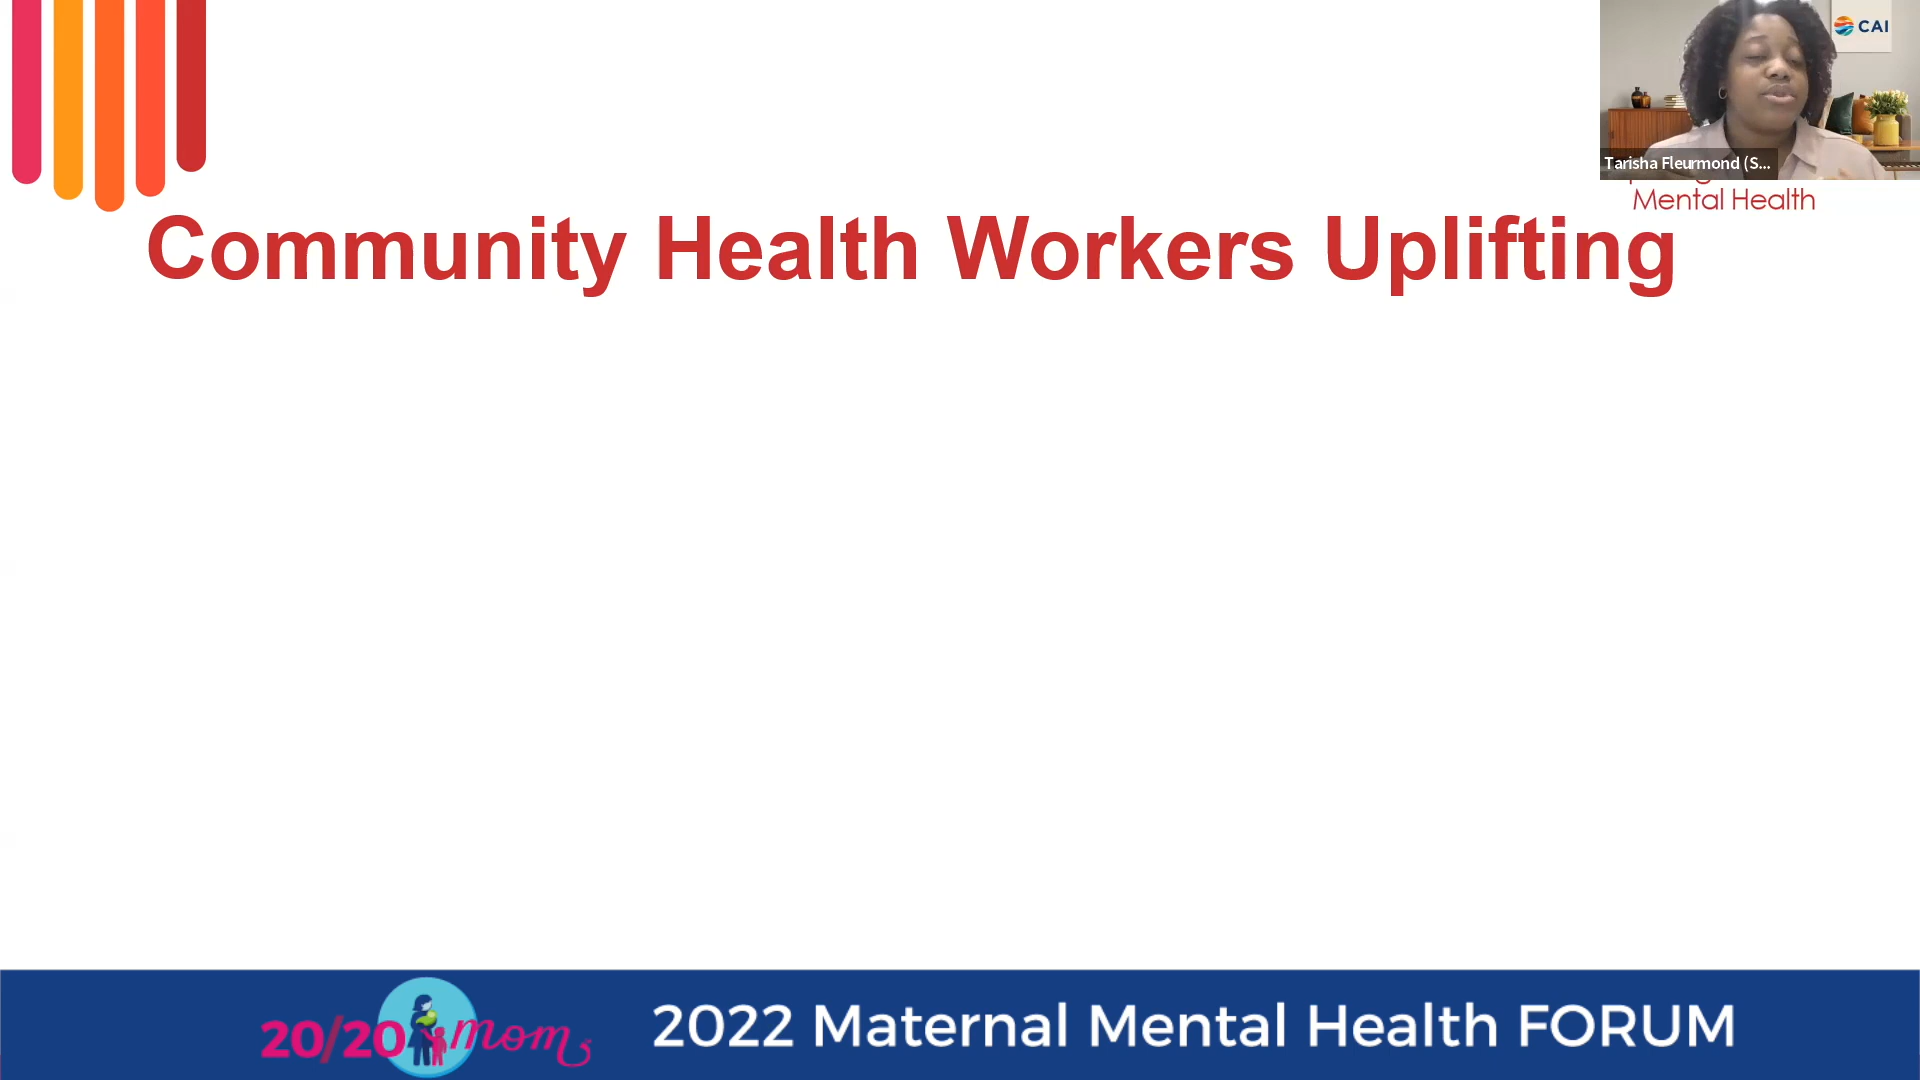 CAI
Tarisha Fleurmond (S...
Mental Health
Community Health Workers Uplifting
20/20 mom
2022 Maternal Mental Health FORUM